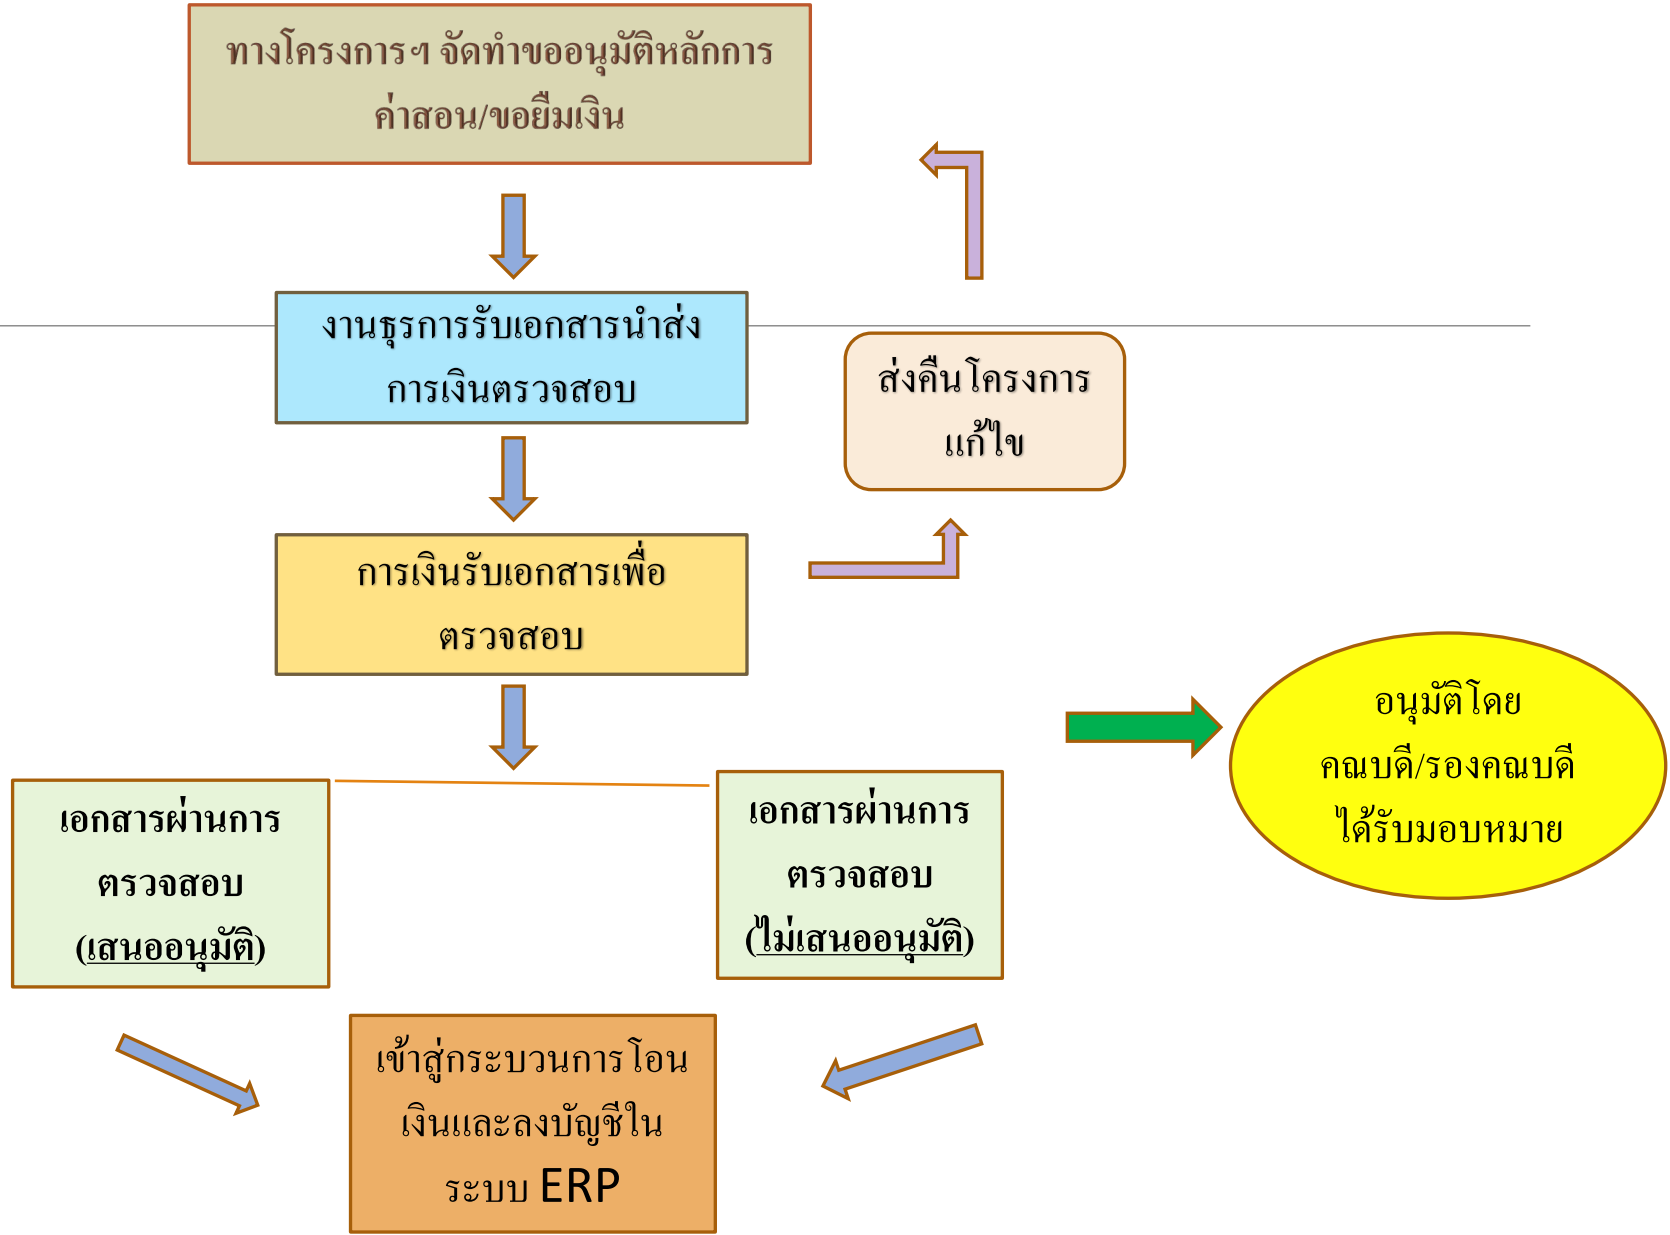 ทางโครงการฯ จัดทำขออนุมัติหลักการ
ค่าสอน/ขอยืมเงิน
งานธุรการรับเอกสารนำส่ง
การเงินตรวจสอบ
ส่งคืนโครงการ
แก้ไข
การเงินรับเอกสารเพื่อ
ตรวจสอบ
อนุมัติโดย
คณบดี/รองคณบดี
ได้รับมอบหมาย
เอกสารผ่านการ
ตรวจสอบ
(เสนออนุมัติ)
เอกสารผ่านการ
ตรวจสอบ
(ไม่เสนออนุมัติ)
เข้าสู่กระบวนการโอน
เงินและลงบัญชีใน
ระบบ ERP